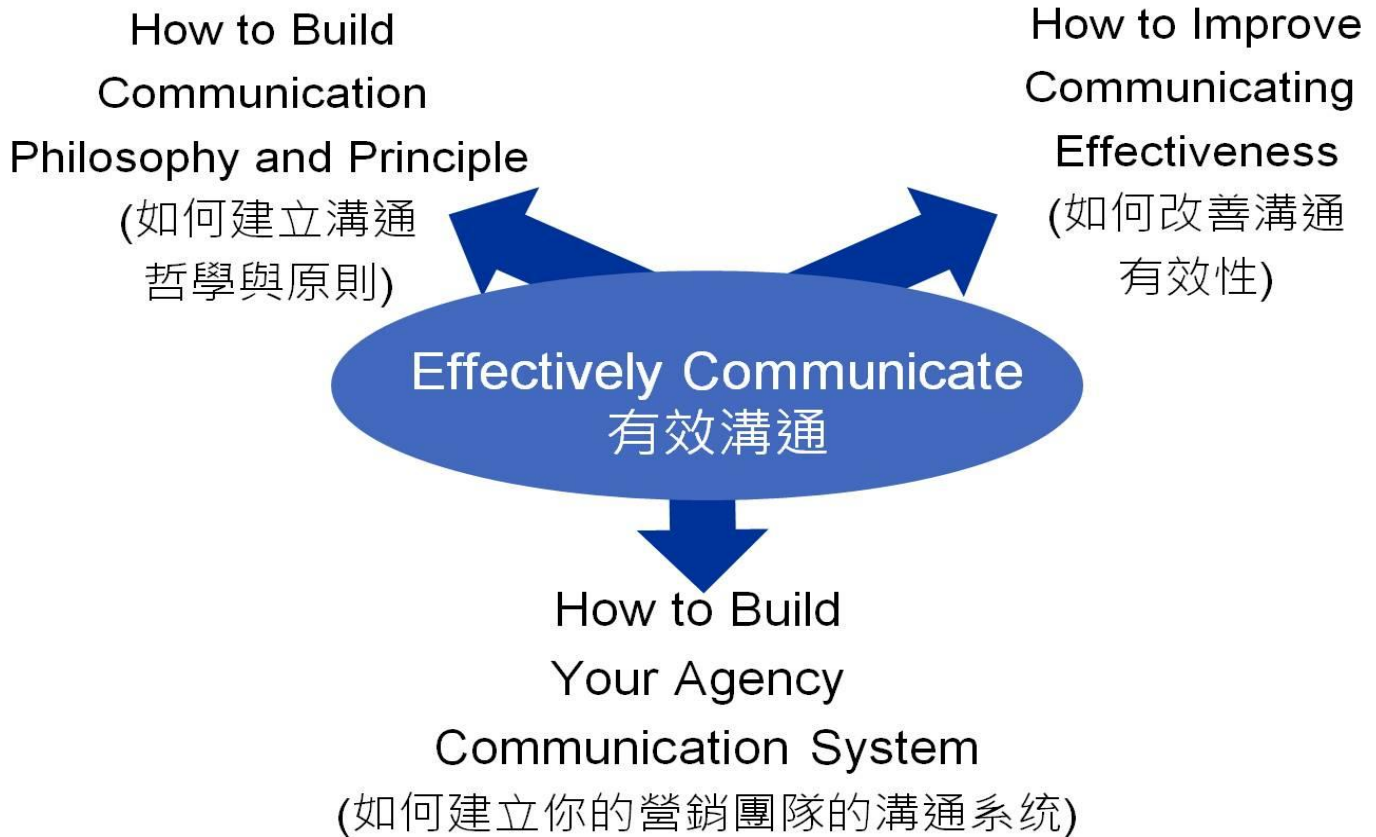 How to Build
Communication
Philosophy and Principle
(如何建立溝通
哲學與原則)
How to Improve
Communicating
Effectiveness
(如何改善溝通
有效性)
Effectively Communicate
有效溝通
How to Build
Your Agency
Communication System
(如何建立你的營銷團隊的溝通系统)